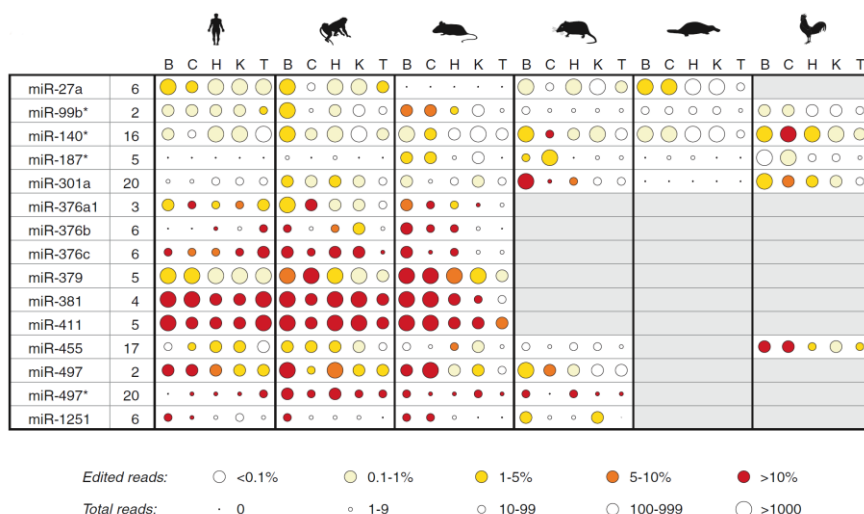 B C H K T B C H K T B C H K T B C H K T B C H K T B C H K T
miR-27a 6
miR-99b* 2
miR-140* 16
miR-187* 5
miR-301a 20
miR-376a1 3
miR-376b 6
miR-376c 6
miR-379 5
miR-381 4
miR-411 5
miR-455 17
miR-497 2
miR-497* 20
miR-1251 6
Edited reads: <0.1% 0.1-1% 1-5% 5-10% >10%
Total reads: 0 1-9 10-99 100-999 >1000